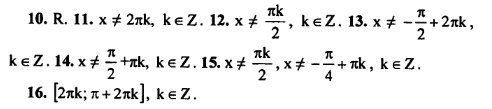 10. R. 11. x ≠ 2πk, k ∈ Z. 12. x ≠ πk/2, k ∈ Z. 13. x ≠ −π/2 + 2πk,
k ∈ Z. 14. x ≠ π/2 +πk, k ∈ Z. 15. x ≠ πk/2, x ≠ −π/4 + πk, k ∈ Z.
16. [2πk; π + 2πk], k ∈ Z.